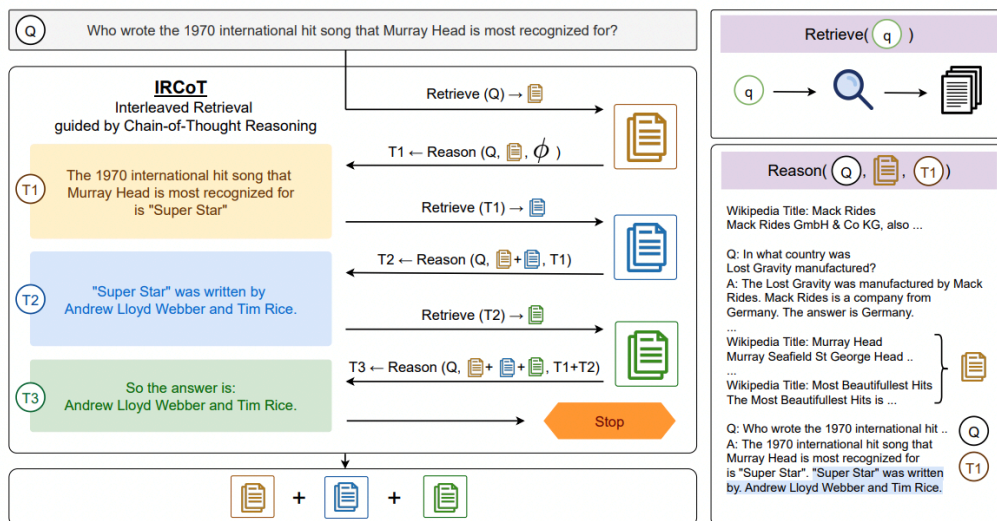 Q
Who wrote the 1970 international hit song that Murray Head is most recognized for?
IRCoT
Interleaved Retrieval
guided by Chain-of-Thought Reasoning
T1
The 1970 international hit song that
Murray Head is most recognized for
is "Super Star"
T2
"Super Star" was written by
Andrew Lloyd Webber and Tim Rice.
T3
So the answer is:
Andrew Lloyd Webber and Tim Rice.
Retrieve (Q) →
T1 ← Reason (Q, , ϕ )
Retrieve (T1) →
T2 ← Reason (Q, + , T1)
Retrieve (T2) →
T3 ← Reason (Q, + + , T1+T2)
Stop
+ +
Retrieve( q )
q
Reason( Q , , T1 )
Wikipedia Title: Mack Rides
Mack Rides GmbH & Co KG, also ...
Q: In what country was
Lost Gravity manufactured?
A: The Lost Gravity was manufactured by Mack
Rides. Mack Rides is a company from
Germany. The answer is Germany.
...
Wikipedia Title: Murray Head
Murray Seafield St George Head ..
...
Wikipedia Title: Most Beautifullest Hits
The Most Beautifullest Hits is ...
Q: Who wrote the 1970 international hit ..
Q
A: The 1970 international hit song that
Murray Head is most recognized for
T1
is "Super Star". "Super Star" was written
by. Andrew Lloyd Webber and Tim Rice.